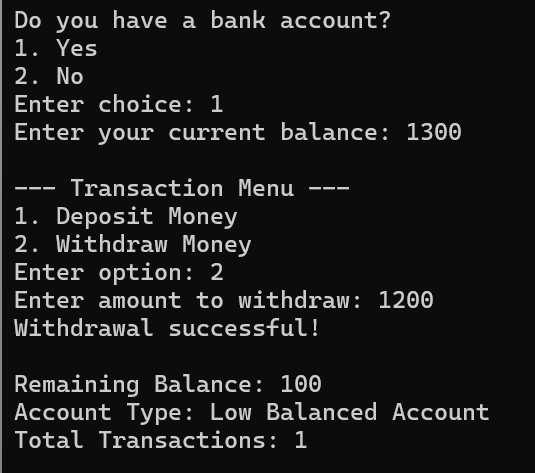 Do you have a bank account?
1. Yes
2. No
Enter choice: 1
Enter your current balance: 1300
--- Transaction Menu ---
1. Deposit Money
2. Withdraw Money
Enter option: 2
Enter amount to withdraw: 1200
Withdrawal successful!
Remaining Balance: 100
Account Type: Low Balanced Account
Total Transactions: 1